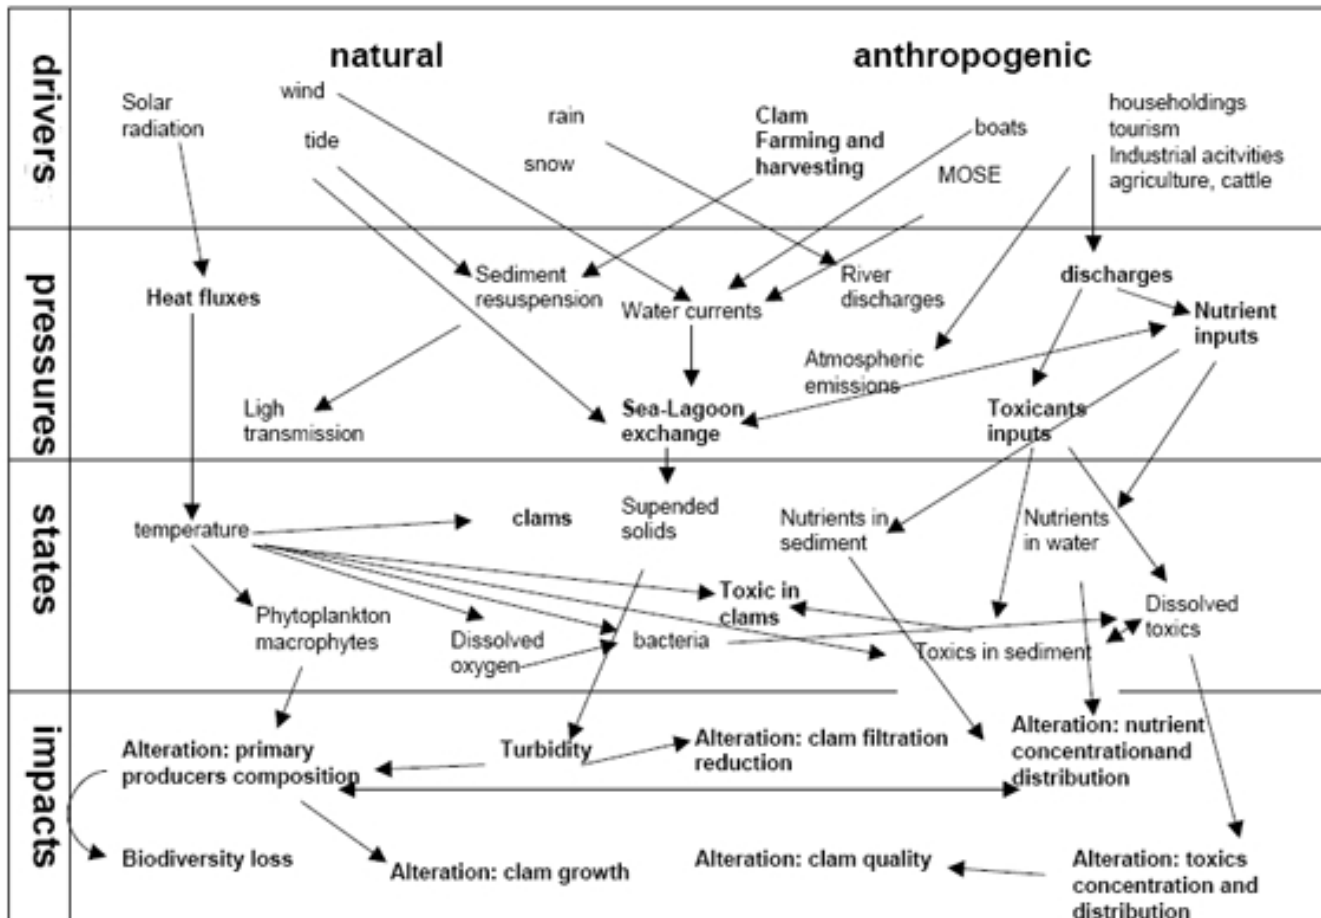 drivers
natural
anthropogenic
Solar
radiation
wind
tide
rain
snow
Clam
Farming and
harvesting
boats
MOSE
householdings
tourism
Industrial acitvities
agriculture, cattle
pressures
Heat fluxes
Sediment
resuspension
Water currents
River
discharges
discharges
Nutrient
inputs
Atmospheric
emissions
Ligh
transmission
Sea-Lagoon
exchange
Toxicants
inputs
states
temperature
clams
Supended
solids
Nutrients in
sediment
Nutrients
in water
Phytoplankton
macrophytes
Dissolved
oxygen
bacteria
Toxic in
clams
Toxics in sediment
Dissolved
toxics
impacts
Alteration: primary
producers composition
Turbidity
Alteration: clam filtration
reduction
Alteration: nutrient
concentrationand
distribution
Biodiversity loss
Alteration: clam growth
Alteration: clam quality
Alteration: toxics
concentration and
distribution